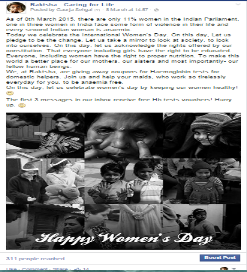 Rakisha - Caring for Life
Posted by Pooja Rajput · 8 March at 14:57
As of 8th March 2015, there are only 11% women in the Indian Parliament,
one in three women in India face some form of violence in their life and
every second Indian woman is anaemic.
Today we celebrate the International Women's Day. On this day, Let us
pledge to be the change. Let us take a mirror to look at society, to look
into ourselves. On this day, let us acknowledge the rights offered by our
constitution. That everyone including girls, have the right to be educated
Everyone, including women have the right to proper nutrition. To make this
world a better place for our mothers, our sisters and most importantly- our
fellow human beings.
We, at Rakisha, are giving away coupons for Haemoglobin tests for
domestic helpers. Join us and help your maids, who work so tirelessly
everyday for you, to be anaemia free.
On this day, let us celebrate women's day by keeping our women healthy!
The first 3 messages in our inbox receive free Hb tests vouchers! Hurry
Happy Women's Day
311 people reached
Boost Post
Like · Comment · Share